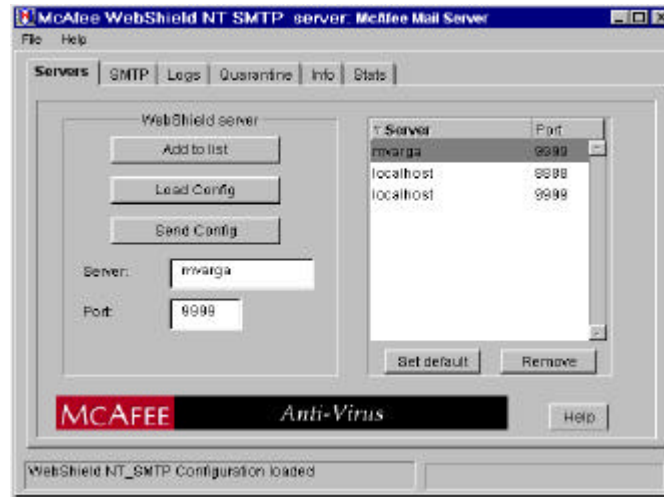 McAfee WebShield NT SMTP server: McAfee Mail Server
File Help
Servers SMTP Logs Quarantine Info Stats
WebShield server
Add to list
Load Config
Send Config
Server: mvarga
Port: 9999
Server Port
mvarga 9999
localhost 8888
localhost 9999
Set default Remove
McAFEE Anti-Virus
Help
WebShield NT_SMTP Configuration loaded